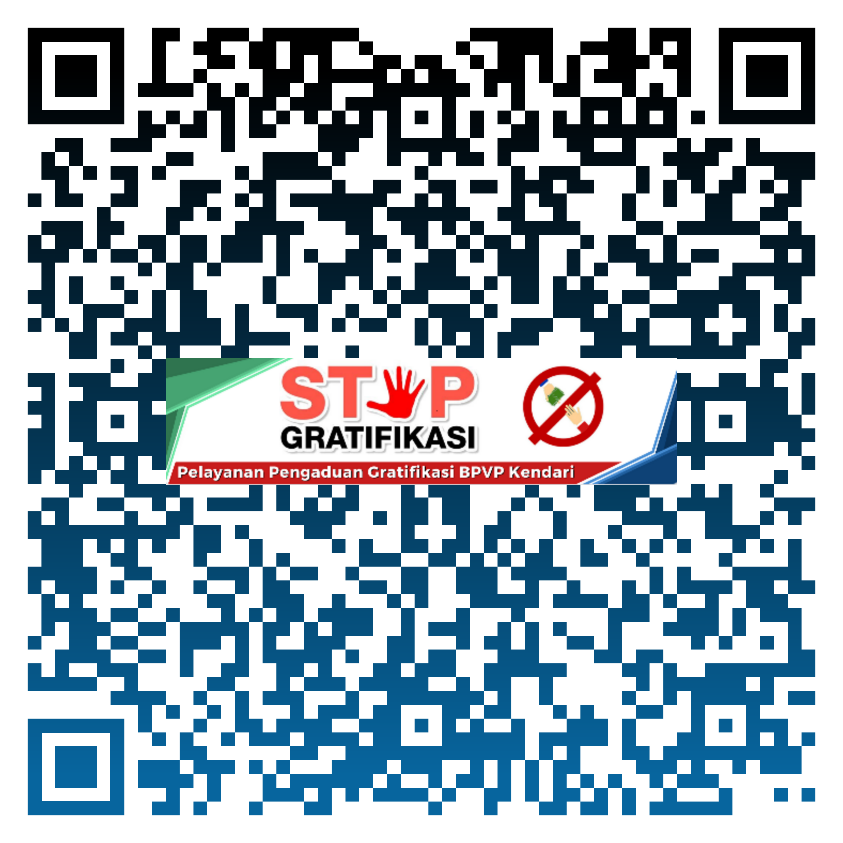 STOP
GRATIFIKASI
Pelayanan Pengaduan Gratifikasi BPVP Kendari